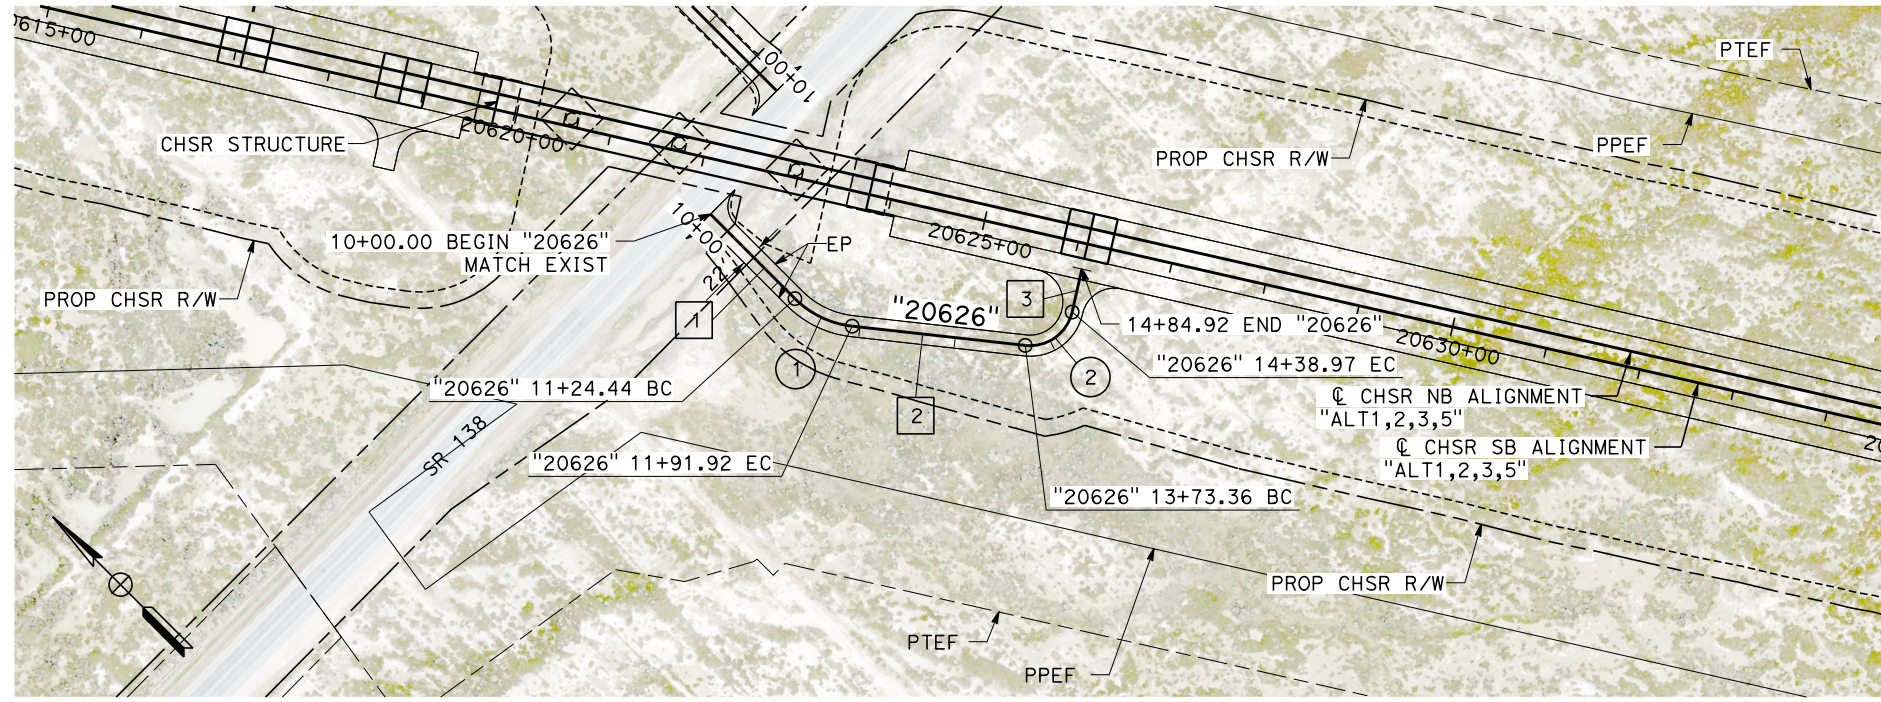 0615+00
10+00
PTEF
CHSR STRUCTURE
20620+00
PROP CHSR R/W
PPEF
10+00.00 BEGIN "20626"
MATCH EXIST
10+00
EP
20625+00
PROP CHSR R/W
22
1
3
"20626"
14+84.92 END "20626"
20630+00
"20626" 14+38.97 EC
1
2
"20626" 11+24.44 BC
2
℄ CHSR NB ALIGNMENT
"ALT1,2,3,5"
℄ CHSR SB ALIGNMENT
"ALT1,2,3,5"
20
SR 138
"20626" 11+91.92 EC
"20626" 13+73.36 BC
PROP CHSR R/W
PTEF
PPEF